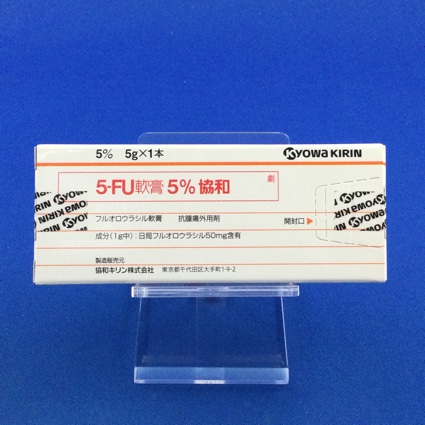 5% 5g×1本 KYOWA KIRIN
5-FU軟膏5%協和 劇
フルオロウラシル軟膏 抗腫瘍外用剤
開封口
成分(1g中):日局フルオロウラシル50mg含有
製造販売元
協和キリン株式会社 東京都千代田区大手町1-9-2
KYOWA KIRIN
KYOWA KIRIN